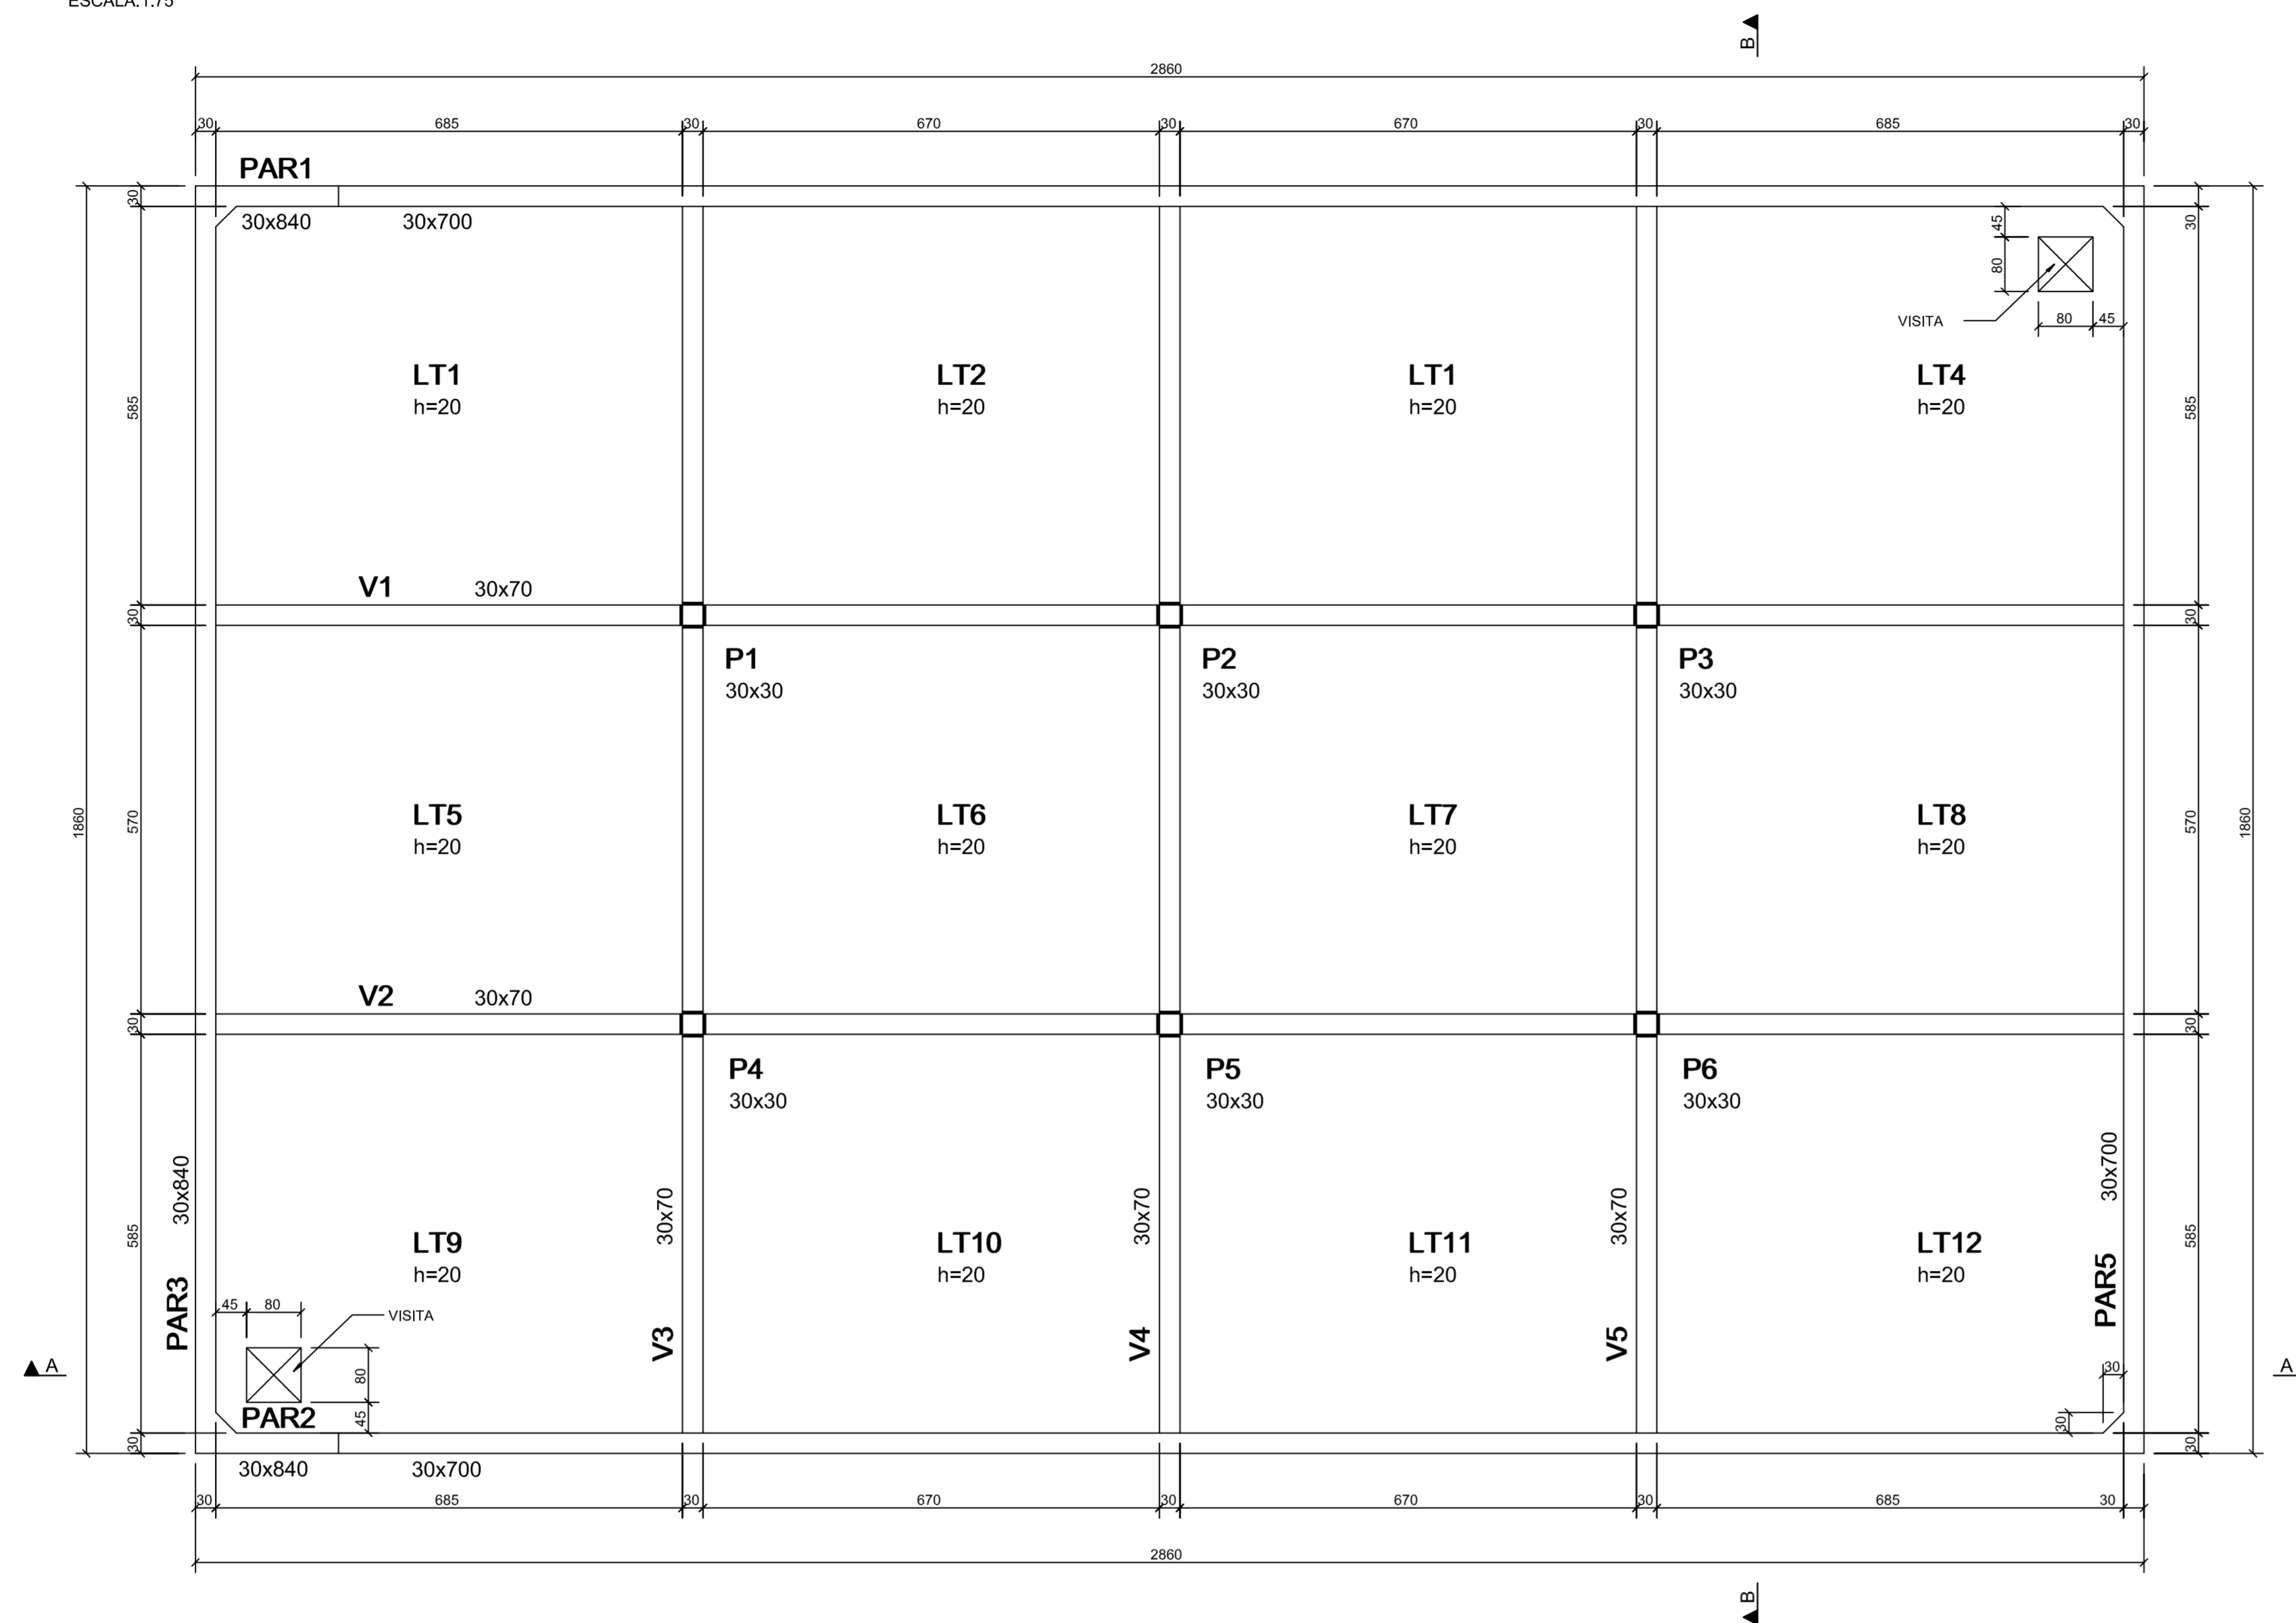 ESCALA:1:75
B
2860
30 685 30 670 30 670 30 685 30
PAR1
30x840 30x700
30
30
45
80
VISITA
80 45
LT1
h=20
LT2
h=20
LT1
h=20
LT4
h=20
585
585
V1 30x70
30
30
P1
30x30
P2
30x30
P3
30x30
1860
570
LT5
h=20
LT6
h=20
LT7
h=20
LT8
h=20
570
1860
V2 30x70
30
30
P4
30x30
P5
30x30
P6
30x30
PAR3 30x840
585
LT9
h=20
V3 30x70
LT10
h=20
V4 30x70
LT11
h=20
V5 30x70
LT12
h=20
PAR5 30x700
585
45 80
VISITA
80
45
A
A
30
30
PAR2
30
30
30x840 30x700
30 685 30 670 30 670 30 685 30
2860
B